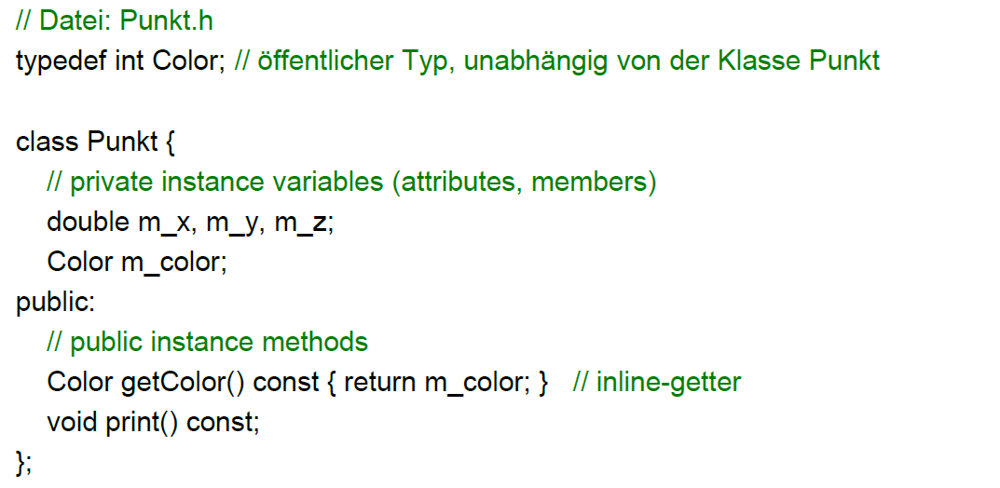 // Datei: Punkt.h
typedef int Color; // öffentlicher Typ, unabhängig von der Klasse Punkt
class Punkt {
// private instance variables (attributes, members)
double m_x, m_y, m_z;
Color m_color;
public:
// public instance methods
Color getColor() const { return m_color; } // inline-getter
void print() const;
};